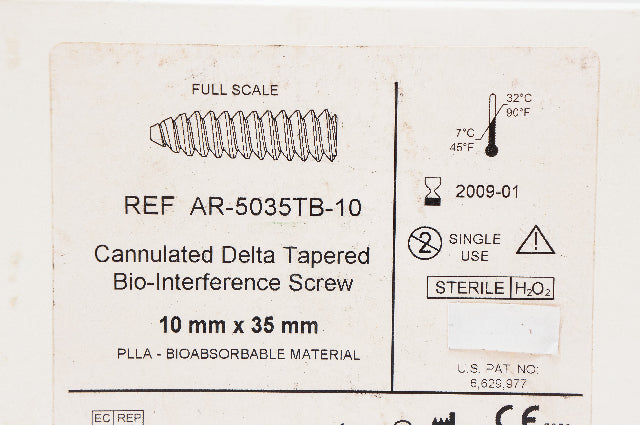 FULL SCALE
REF AR-5035TB-10
Cannulated Delta Tapered
Bio-Interference Screw
10 mm x 35 mm
PLLA - BIOABSORBABLE MATERIAL
32°C
90°F
7°C
45°F
2009-01
2
SINGLE
USE
STERILE H₂O₂
U.S. PAT. NO:
6,629,977
EC REP
CE